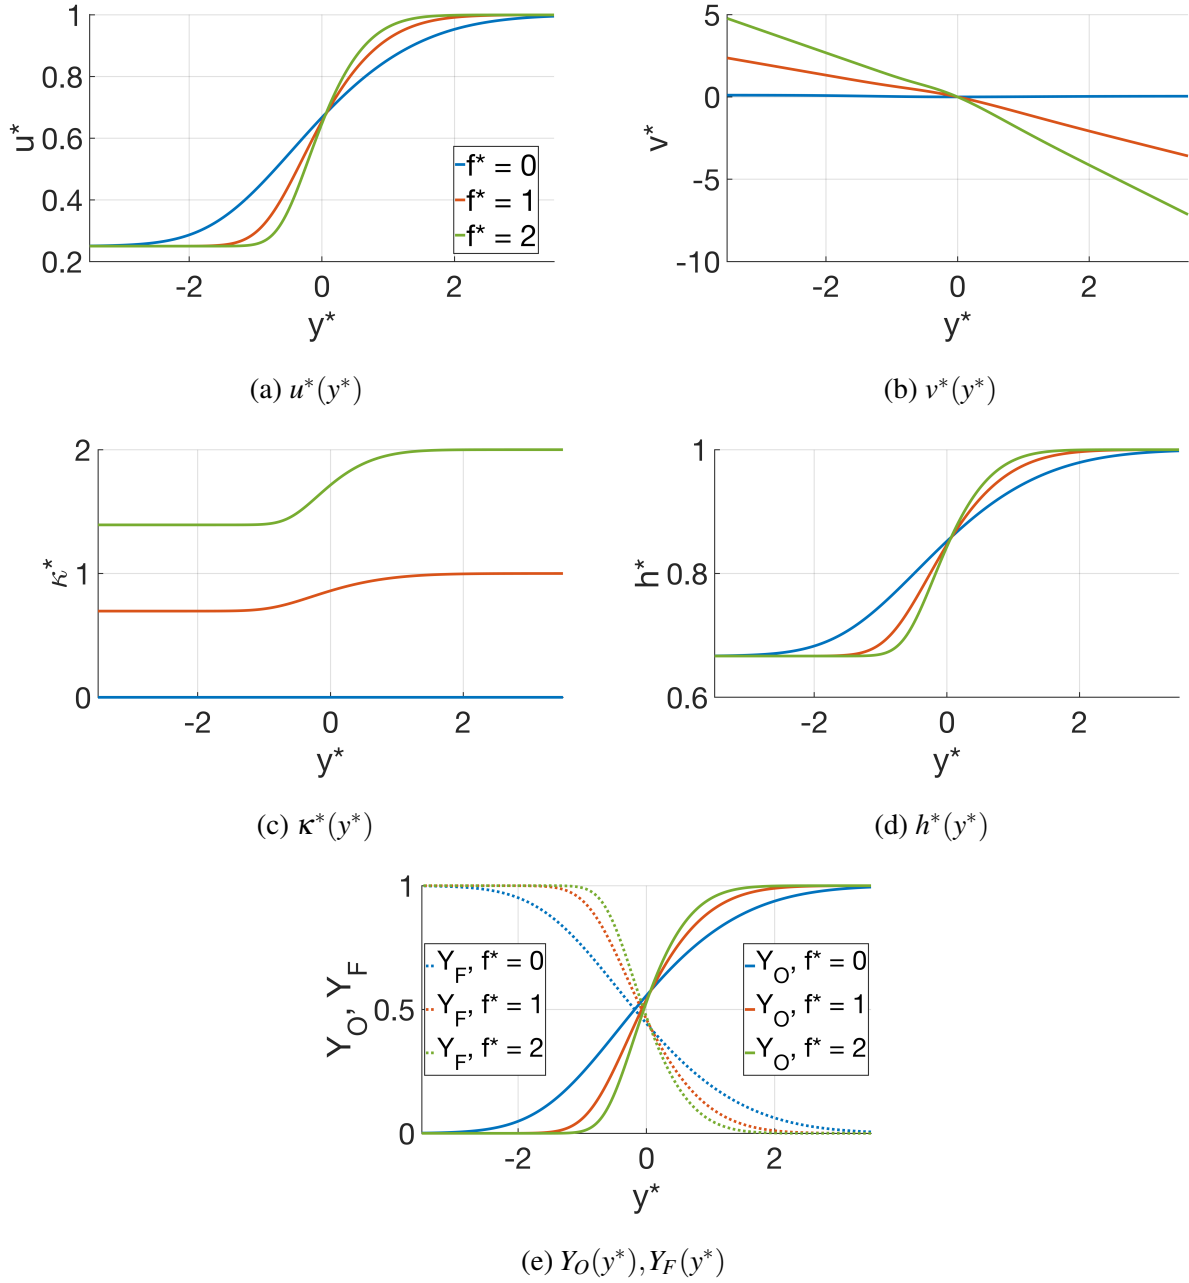 1
0.8
0.6
0.4
0.2
u*
-2 0 2
y*
f* = 0
f* = 1
f* = 2
(a) u*(y*)
5
0
-5
-10
v*
-2 0 2
y*
(b) v*(y*)
2
1
0
κ*
-2 0 2
y*
(c) κ*(y*)
1
0.8
0.6
h*
-2 0 2
y*
(d) h*(y*)
1
0.5
0
Y_O, Y_F
Y_F, f* = 0
Y_F, f* = 1
Y_F, f* = 2
Y_O, f* = 0
Y_O, f* = 1
Y_O, f* = 2
-2 0 2
y*
(e) Y_O(y*), Y_F(y*)